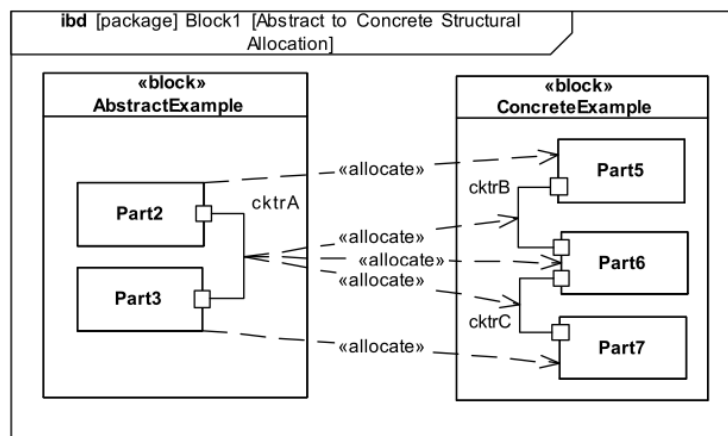 ibd [package] Block1 [Abstract to Concrete Structural
Allocation]
«block»
AbstractExample
«block»
ConcreteExample
«allocate»
Part5
cktrA
cktrB
Part2
«allocate»
«allocate»
Part6
«allocate»
Part3
cktrC
«allocate»
Part7